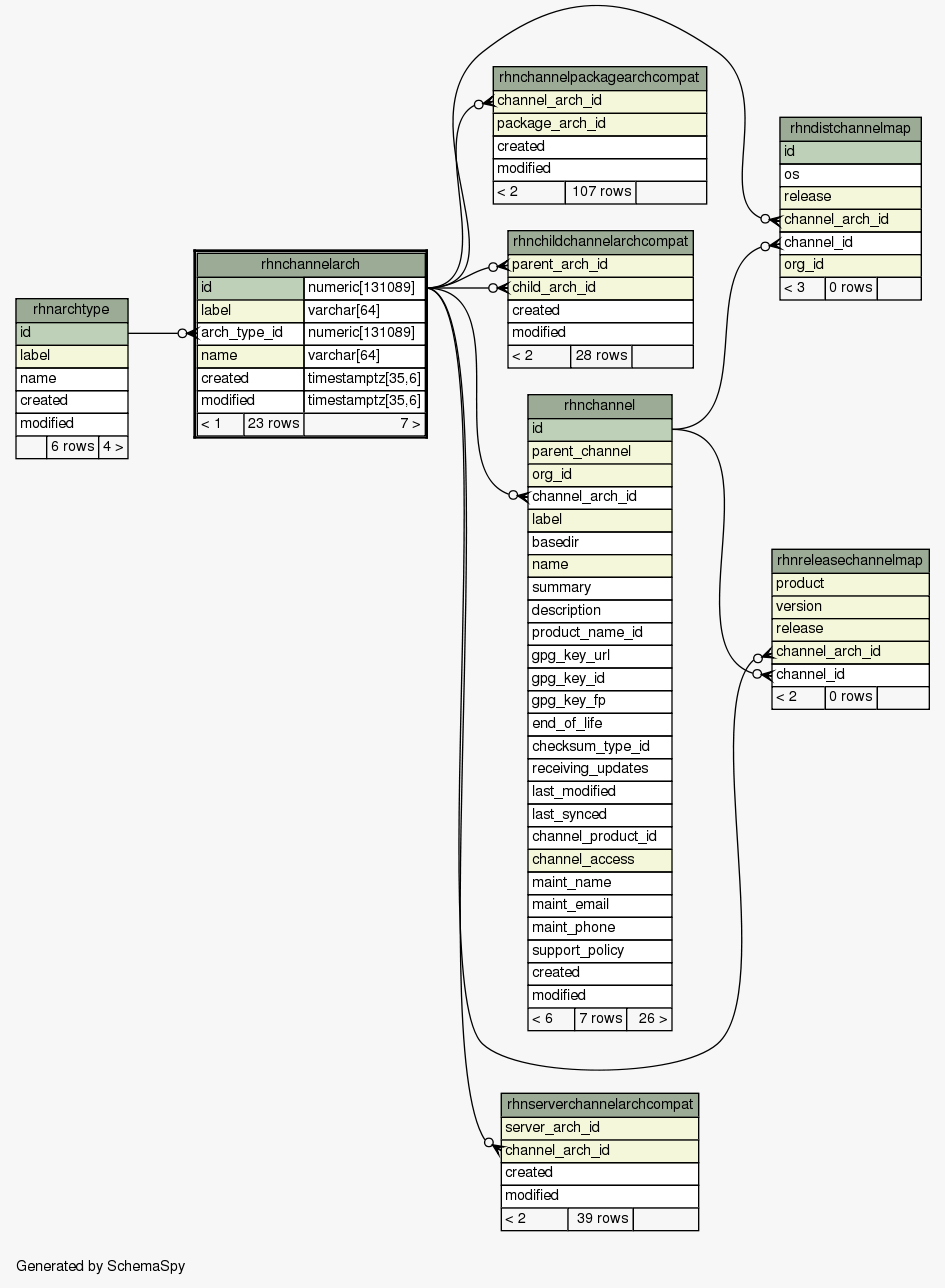 rhnchannelpackagearchcompat
channel_arch_id
package_arch_id
created
modified
< 2 107 rows
rhndistchannelmap
id
os
release
channel_arch_id
channel_id
org_id
< 3 0 rows
rhnchildchannelarchcompat
parent_arch_id
child_arch_id
created
modified
< 2 28 rows
rhnchannelarch
id numeric[131089]
label varchar[64]
arch_type_id numeric[131089]
name varchar[64]
created timestamptz[35,6]
modified timestamptz[35,6]
< 1 23 rows 7 >
rhnarchtype
id
label
name
created
modified
6 rows 4 >
rhnchannel
id
parent_channel
org_id
channel_arch_id
label
basedir
name
summary
description
product_name_id
gpg_key_url
gpg_key_id
gpg_key_fp
end_of_life
checksum_type_id
receiving_updates
last_modified
last_synced
channel_product_id
channel_access
maint_name
maint_email
maint_phone
support_policy
created
modified
< 6 7 rows 26 >
rhnreleasechannelmap
product
version
release
channel_arch_id
channel_id
< 2 0 rows
rhnserverchannelarchcompat
server_arch_id
channel_arch_id
created
modified
< 2 39 rows
Generated by SchemaSpy